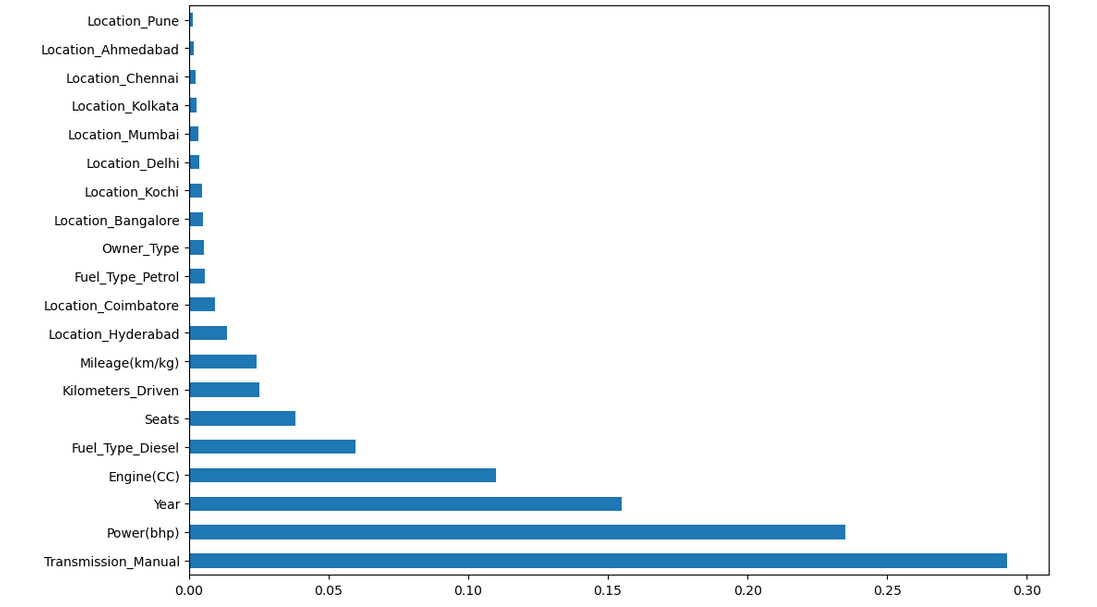 Location_Pune
Location_Ahmedabad
Location_Chennai
Location_Kolkata
Location_Mumbai
Location_Delhi
Location_Kochi
Location_Bangalore
Owner_Type
Fuel_Type_Petrol
Location_Coimbatore
Location_Hyderabad
Mileage(km/kg)
Kilometers_Driven
Seats
Fuel_Type_Diesel
Engine(CC)
Year
Power(bhp)
Transmission_Manual
0.00 0.05 0.10 0.15 0.20 0.25 0.30